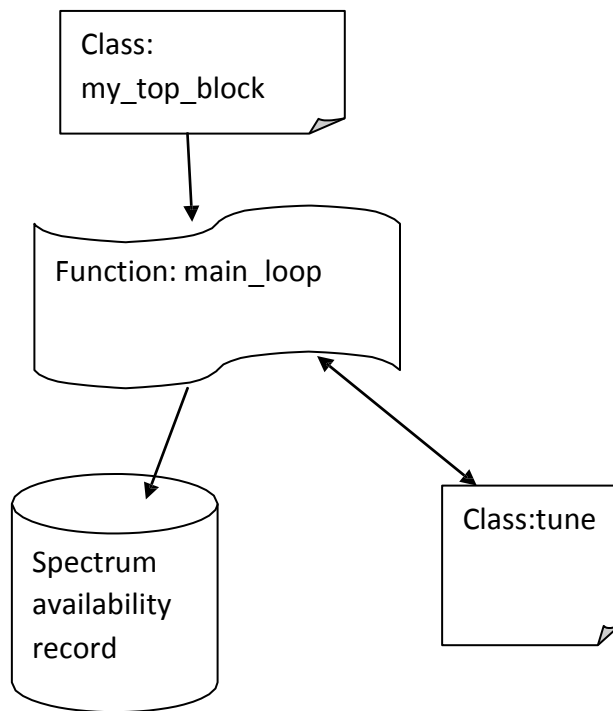 Class:
my_top_block
Function: main_loop
Spectrum
availability
record
Class:tune